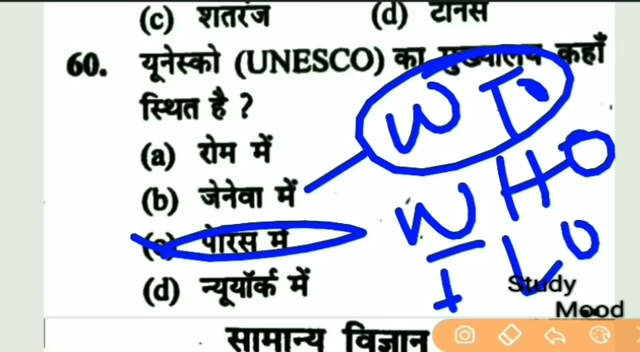 (c) शतरंज (d) टेनिस
60. यूनेस्को (UNESCO) का मुख्यालय कहाँ
स्थित है ?
(a) रोम में
(b) जेनेवा में
(c) पेरिस में
(d) न्यूयॉर्क में
WTO
WHO
ILO
Study
Mood
सामान्य विज्ञान